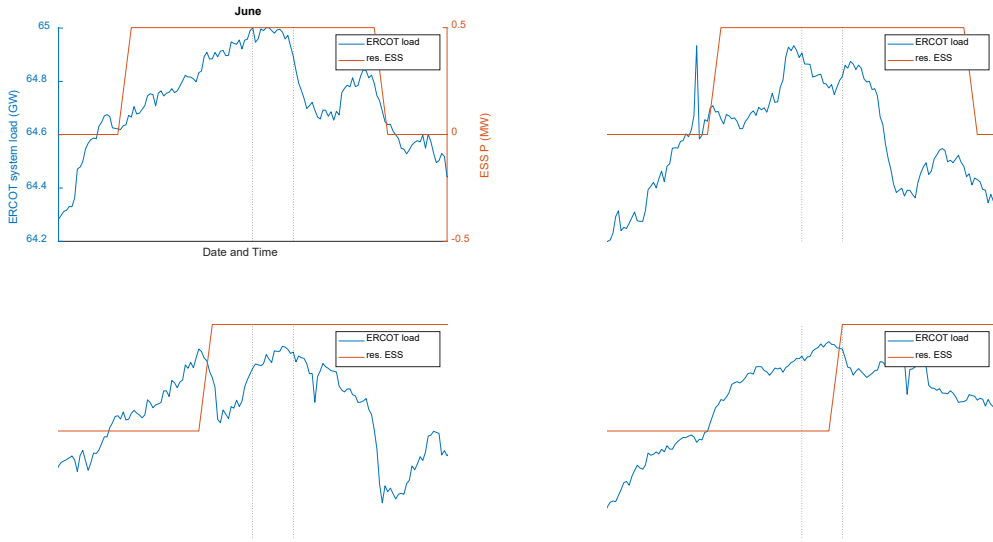 June
65
64.8
64.6
64.4
64.2
ERCOT system load (GW)
0.5
0
-0.5
ESS P (MW)
Date and Time
ERCOT load
res. ESS
ERCOT load
res. ESS
ERCOT load
res. ESS
ERCOT load
res. ESS